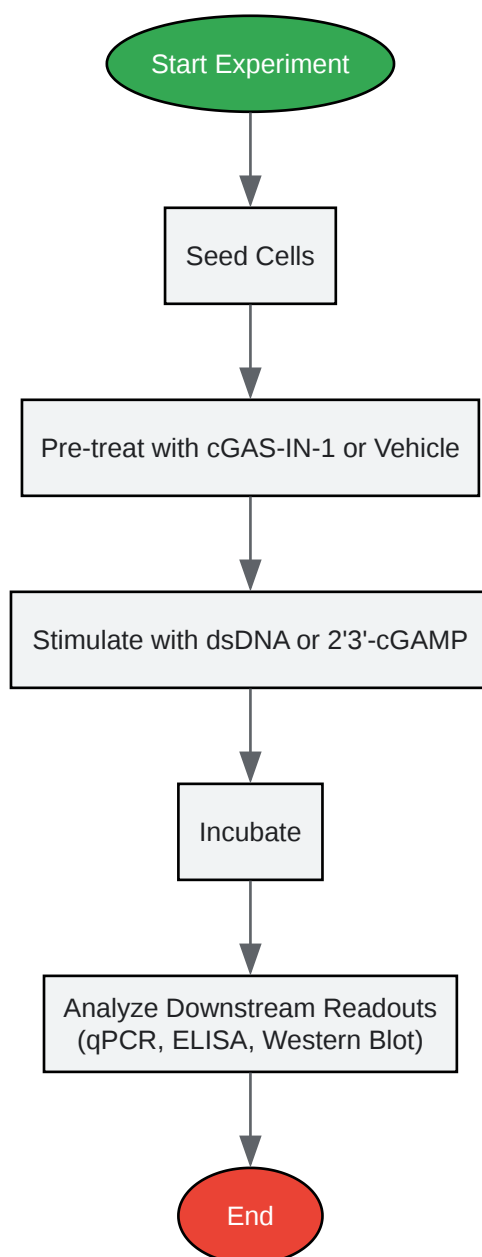 Start Experiment
Seed Cells
Pre-treat with cGAS-IN-1 or Vehicle
Stimulate with dsDNA or 2'3'-cGAMP
Incubate
Analyze Downstream Readouts
(qPCR, ELISA, Western Blot)
End